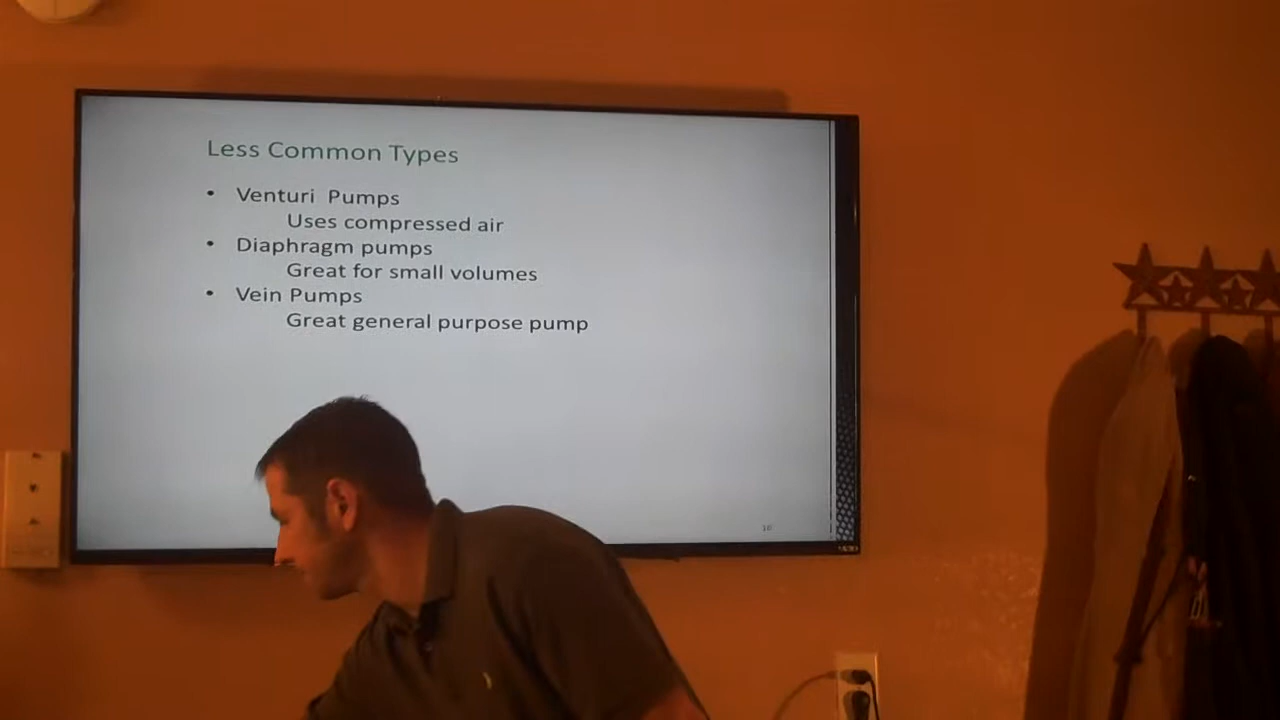 Less Common Types
• Venturi Pumps
Uses compressed air
• Diaphragm pumps
Great for small volumes
• Vein Pumps
Great general purpose pump